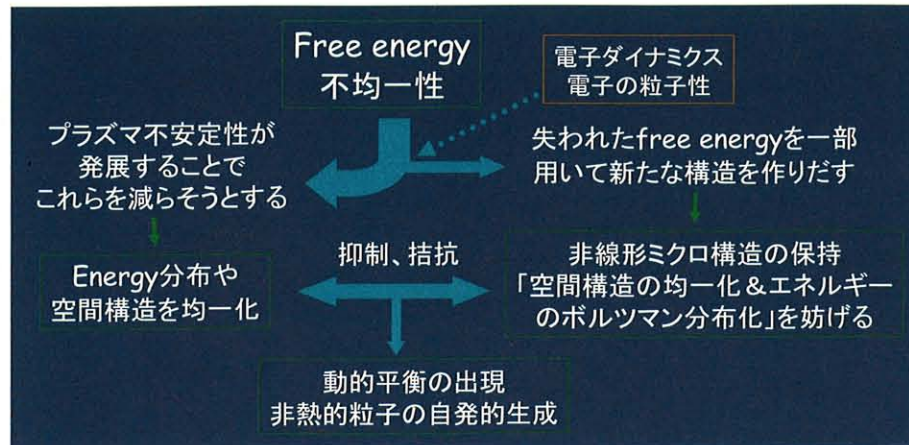 Free energy
不均一性
電子ダイナミクス
電子の粒子性
プラズマ不安定性が
発展することで
これらを減らそうとする
失われたfree energyを一部
用いて新たな構造を作りだす
Energy分布や
空間構造を均一化
抑制、拮抗
非線形ミクロ構造の保持
「空間構造の均一化&エネルギー
のボルツマン分布化」を妨げる
動的平衡の出現
非熱的粒子の自発的生成